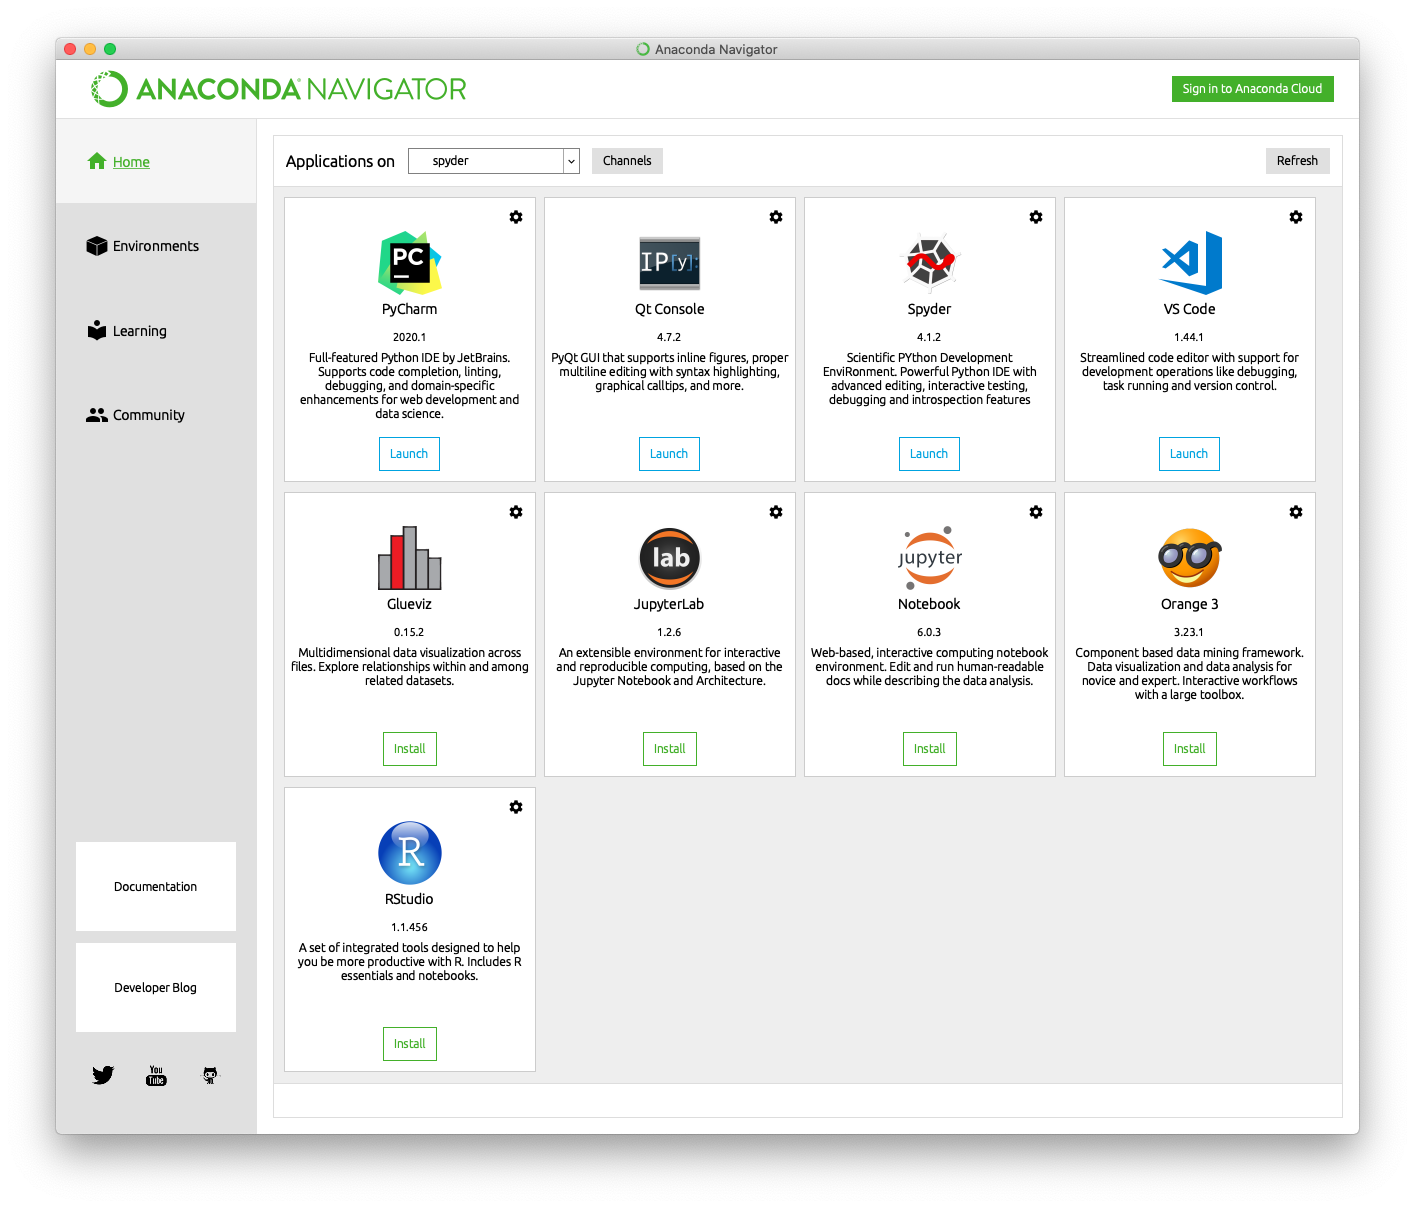 Anaconda Navigator
ANACONDA NAVIGATOR
Sign in to Anaconda Cloud
Home
Environments
Learning
Community
Documentation
Developer Blog
You
Tube
Applications on
spyder
Channels
Refresh
PC
PyCharm
2020.1
Full-featured Python IDE by JetBrains.
Supports code completion, linting,
debugging, and domain-specific
enhancements for web development and
data science.
Launch
IP[y]:
Qt Console
4.7.2
PyQt GUI that supports inline figures, proper
multiline editing with syntax highlighting,
graphical calltips, and more.
Launch
Spyder
4.1.2
Scientific PYthon Development
EnviRonment. Powerful Python IDE with
advanced editing, interactive testing,
debugging and introspection features
Launch
VS Code
1.44.1
Streamlined code editor with support for
development operations like debugging,
task running and version control.
Launch
Glueviz
0.15.2
Multidimensional data visualization across
files. Explore relationships within and among
related datasets.
Install
lab
JupyterLab
1.2.6
An extensible environment for interactive
and reproducible computing, based on the
Jupyter Notebook and Architecture.
Install
jupyter
Notebook
6.0.3
Web-based, interactive computing notebook
environment. Edit and run human-readable
docs while describing the data analysis.
Install
Orange 3
3.23.1
Component based data mining framework.
Data visualization and data analysis for
novice and expert. Interactive workflows
with a large toolbox.
Install
R
RStudio
1.1.456
A set of integrated tools designed to help
you be more productive with R. Includes R
essentials and notebooks.
Install